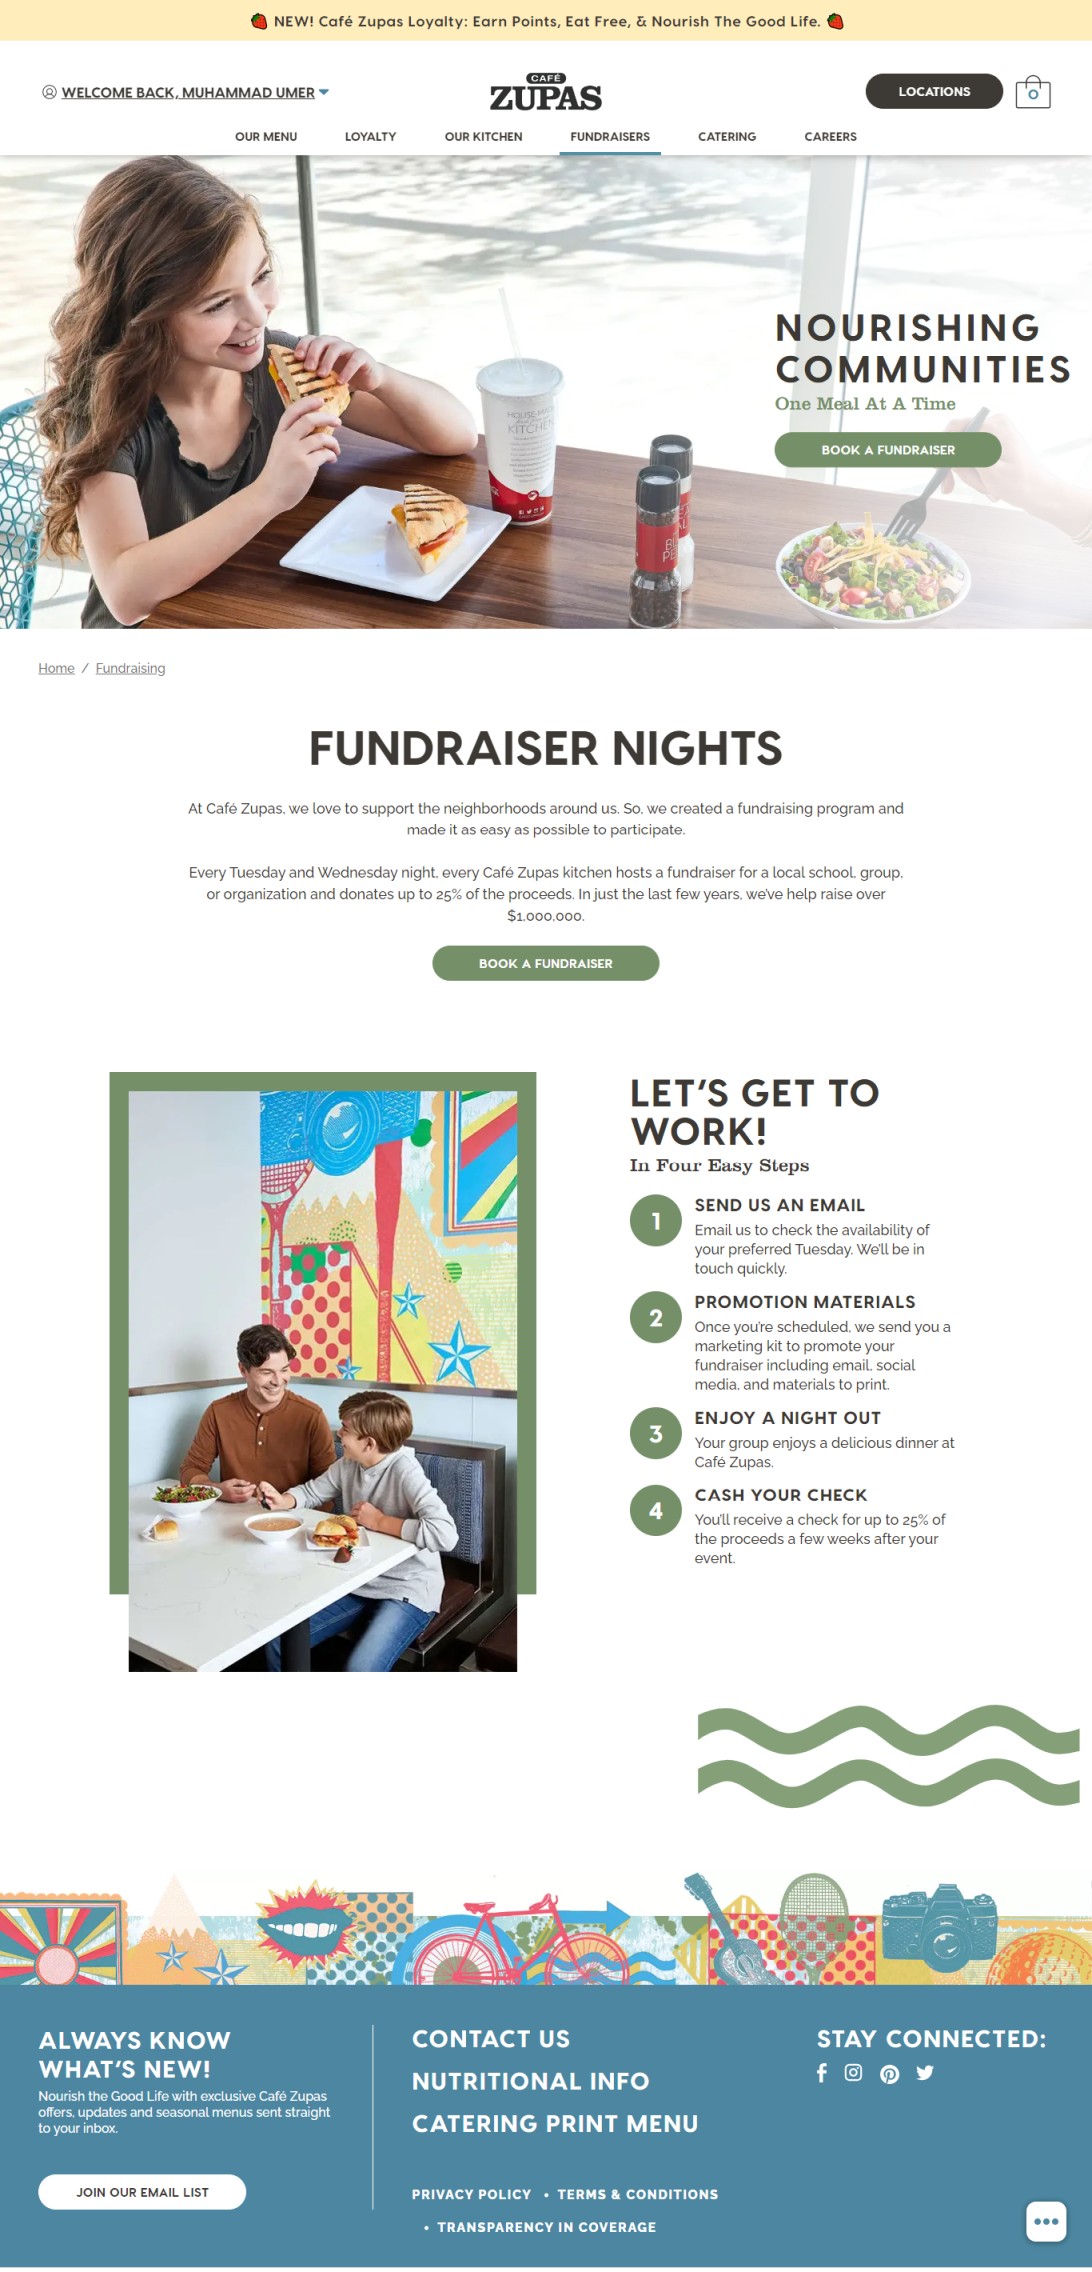 NEW! Café Zupas Loyalty: Earn Points, Eat Free, & Nourish The Good Life.
WELCOME BACK, MUHAMMAD UMER
CAFÉ
ZUPAS
LOCATIONS
0
OUR MENU
LOYALTY
OUR KITCHEN
FUNDRAISERS
CATERING
CAREERS
NOURISHING
COMMUNITIES
One Meal At A Time
BOOK A FUNDRAISER
HOUSE MADE
KITCHEN
Home / Fundraising
FUNDRAISER NIGHTS
At Café Zupas, we love to support the neighborhoods around us. So, we created a fundraising program and
made it as easy as possible to participate.
Every Tuesday and Wednesday night, every Café Zupas kitchen hosts a fundraiser for a local school, group,
or organization and donates up to 25% of the proceeds. In just the last few years, we've help raise over
$1,000,000.
BOOK A FUNDRAISER
LET'S GET TO
WORK!
In Four Easy Steps
1
SEND US AN EMAIL
Email us to check the availability of
your preferred Tuesday. We'll be in
touch quickly.
2
PROMOTION MATERIALS
Once you're scheduled, we send you a
marketing kit to promote your
fundraiser including email, social
media, and materials to print.
3
ENJOY A NIGHT OUT
Your group enjoys a delicious dinner at
Café Zupas.
4
CASH YOUR CHECK
You'll receive a check for up to 25% of
the proceeds a few weeks after your
event.
ALWAYS KNOW
WHAT'S NEW!
Nourish the Good Life with exclusive Café Zupas
offers, updates and seasonal menus sent straight
to your inbox.
JOIN OUR EMAIL LIST
CONTACT US
NUTRITIONAL INFO
CATERING PRINT MENU
PRIVACY POLICY • TERMS & CONDITIONS
• TRANSPARENCY IN COVERAGE
STAY CONNECTED: